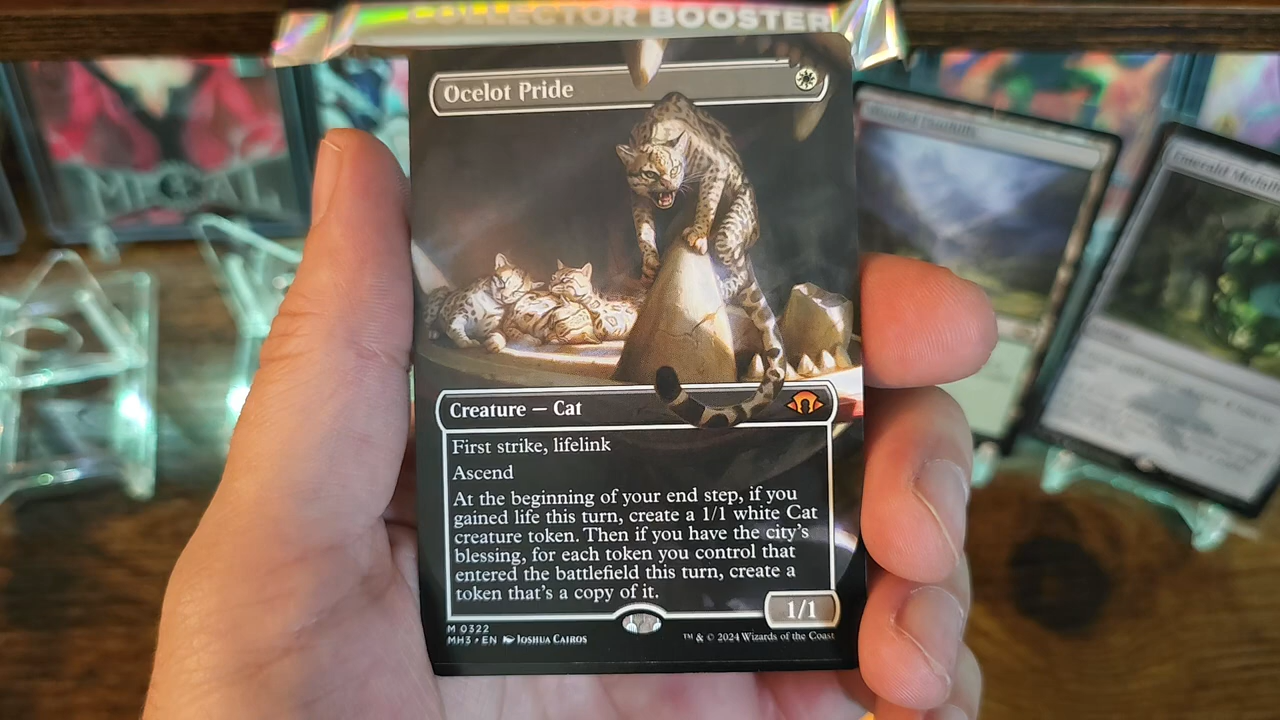 COLLECTOR BOOSTER
Ocelot Pride
Creature — Cat
First strike, lifelink
Ascend
At the beginning of your end step, if you
gained life this turn, create a 1/1 white Cat
creature token. Then if you have the city's
blessing, for each token you control that
entered the battlefield this turn, create a
token that's a copy of it.
1/1
M 0322
MH3 • EN Joshua Cairos
™ & © 2024 Wizards of the Coast
Emerald Medall